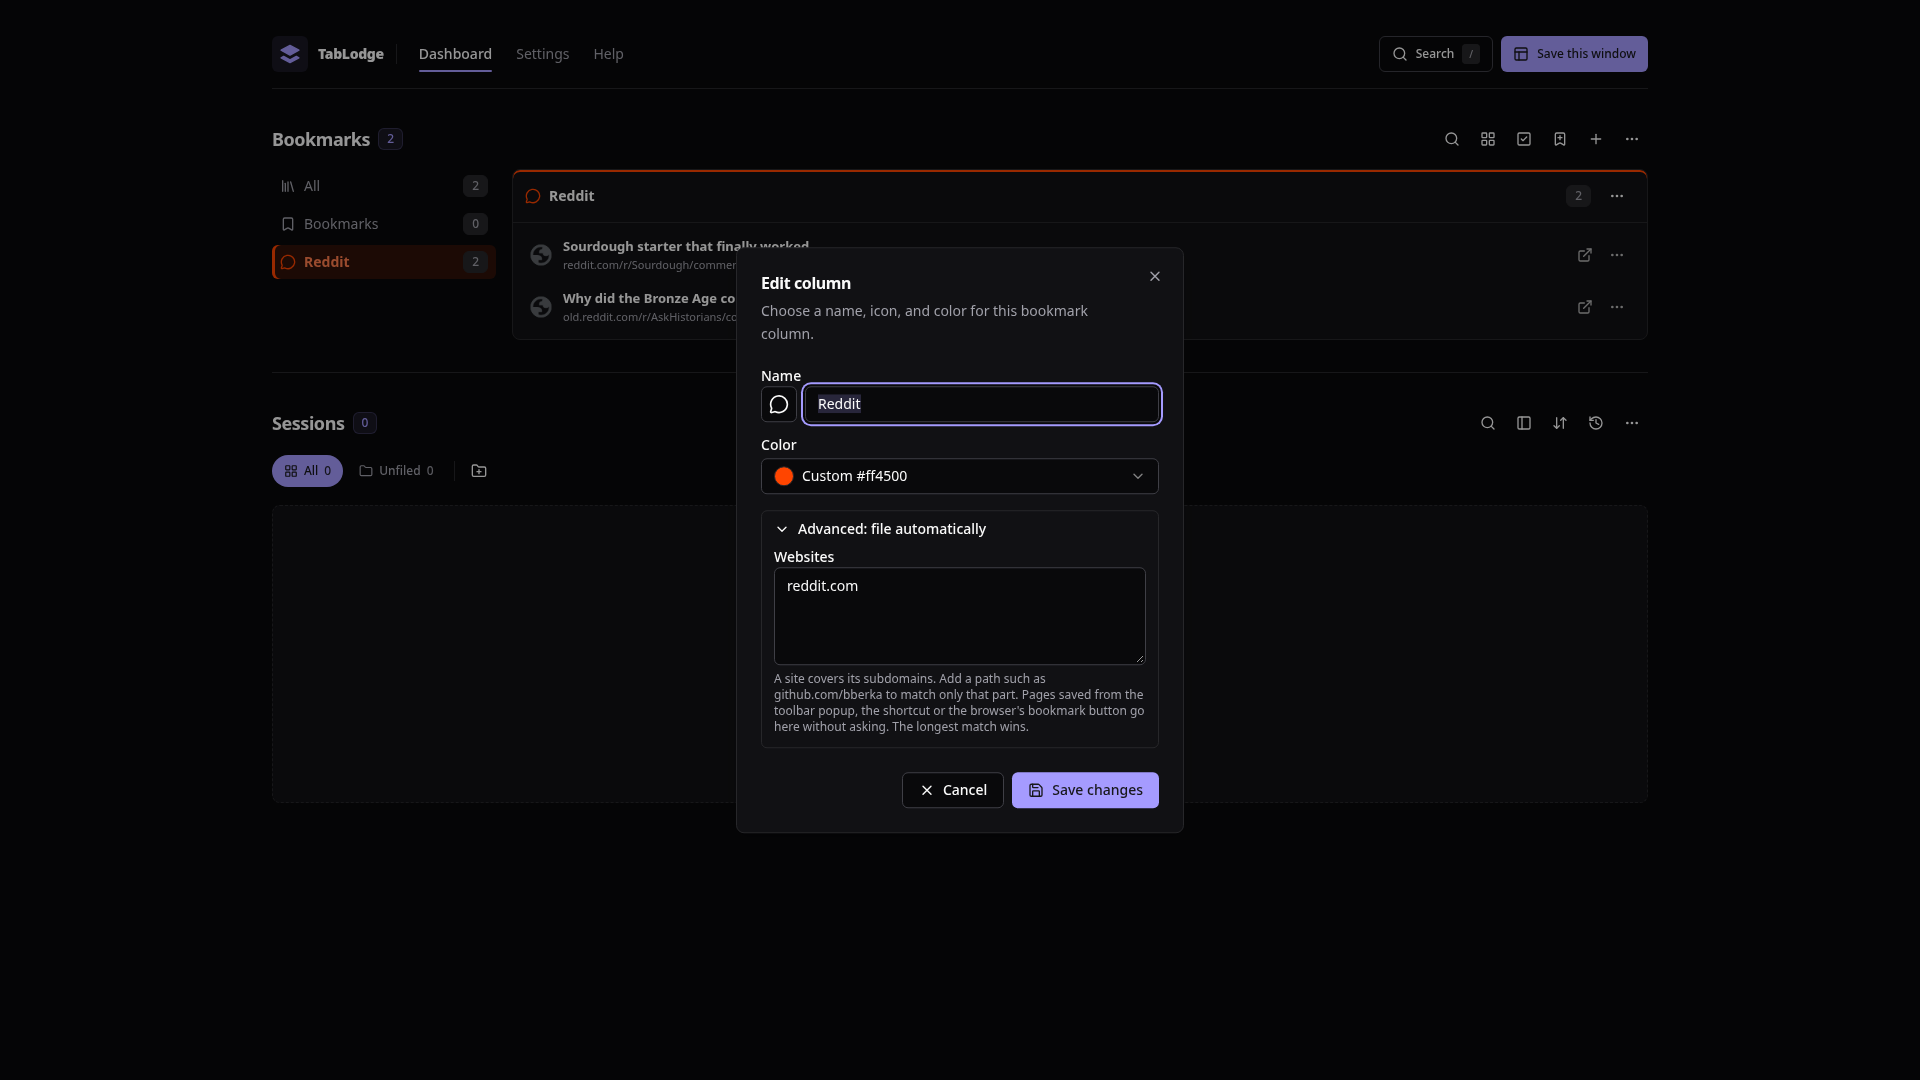 TabLodge
Dashboard
Settings
Help
Search /
Save this window
Bookmarks 2
All 2
Bookmarks 0
Reddit 2
Reddit 2
Sourdough starter that finally worked
reddit.com/r/Sourdough/commer
Why did the Bronze Age co
old.reddit.com/r/AskHistorians/co
Edit column
Choose a name, icon, and color for this bookmark
column.
Name
Reddit
Color
Custom #ff4500
Advanced: file automatically
Websites
reddit.com
A site covers its subdomains. Add a path such as
github.com/bberka to match only that part. Pages saved from the
toolbar popup, the shortcut or the browser's bookmark button go
here without asking. The longest match wins.
Cancel
Save changes
Sessions 0
All 0
Unfiled 0